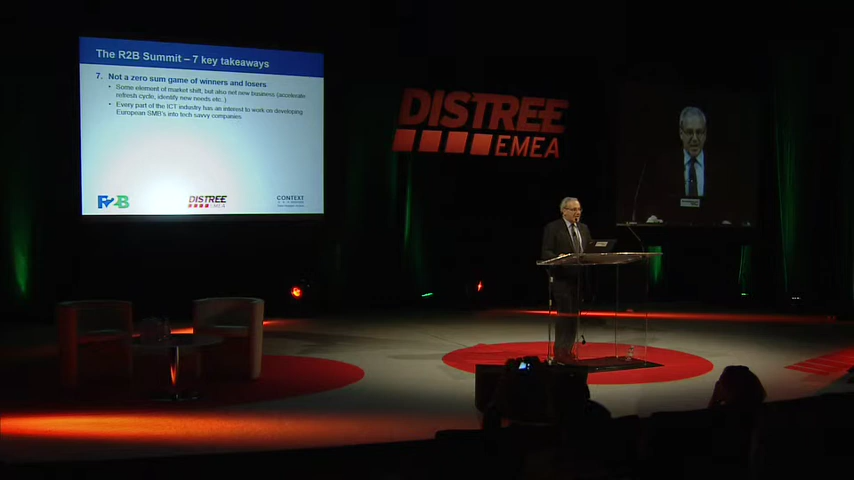 The R2B Summit – 7 key takeaways
7. Not a zero sum game of winners and losers
• Some element of market shift, but also net new business (accelerate
refresh cycle, identify new needs etc.)
• Every part of the ICT industry has an interest to work on developing
European SMB's into tech savvy companies
R2B
DISTREE
EMEA
CONTEXT
DISTREE
EMEA